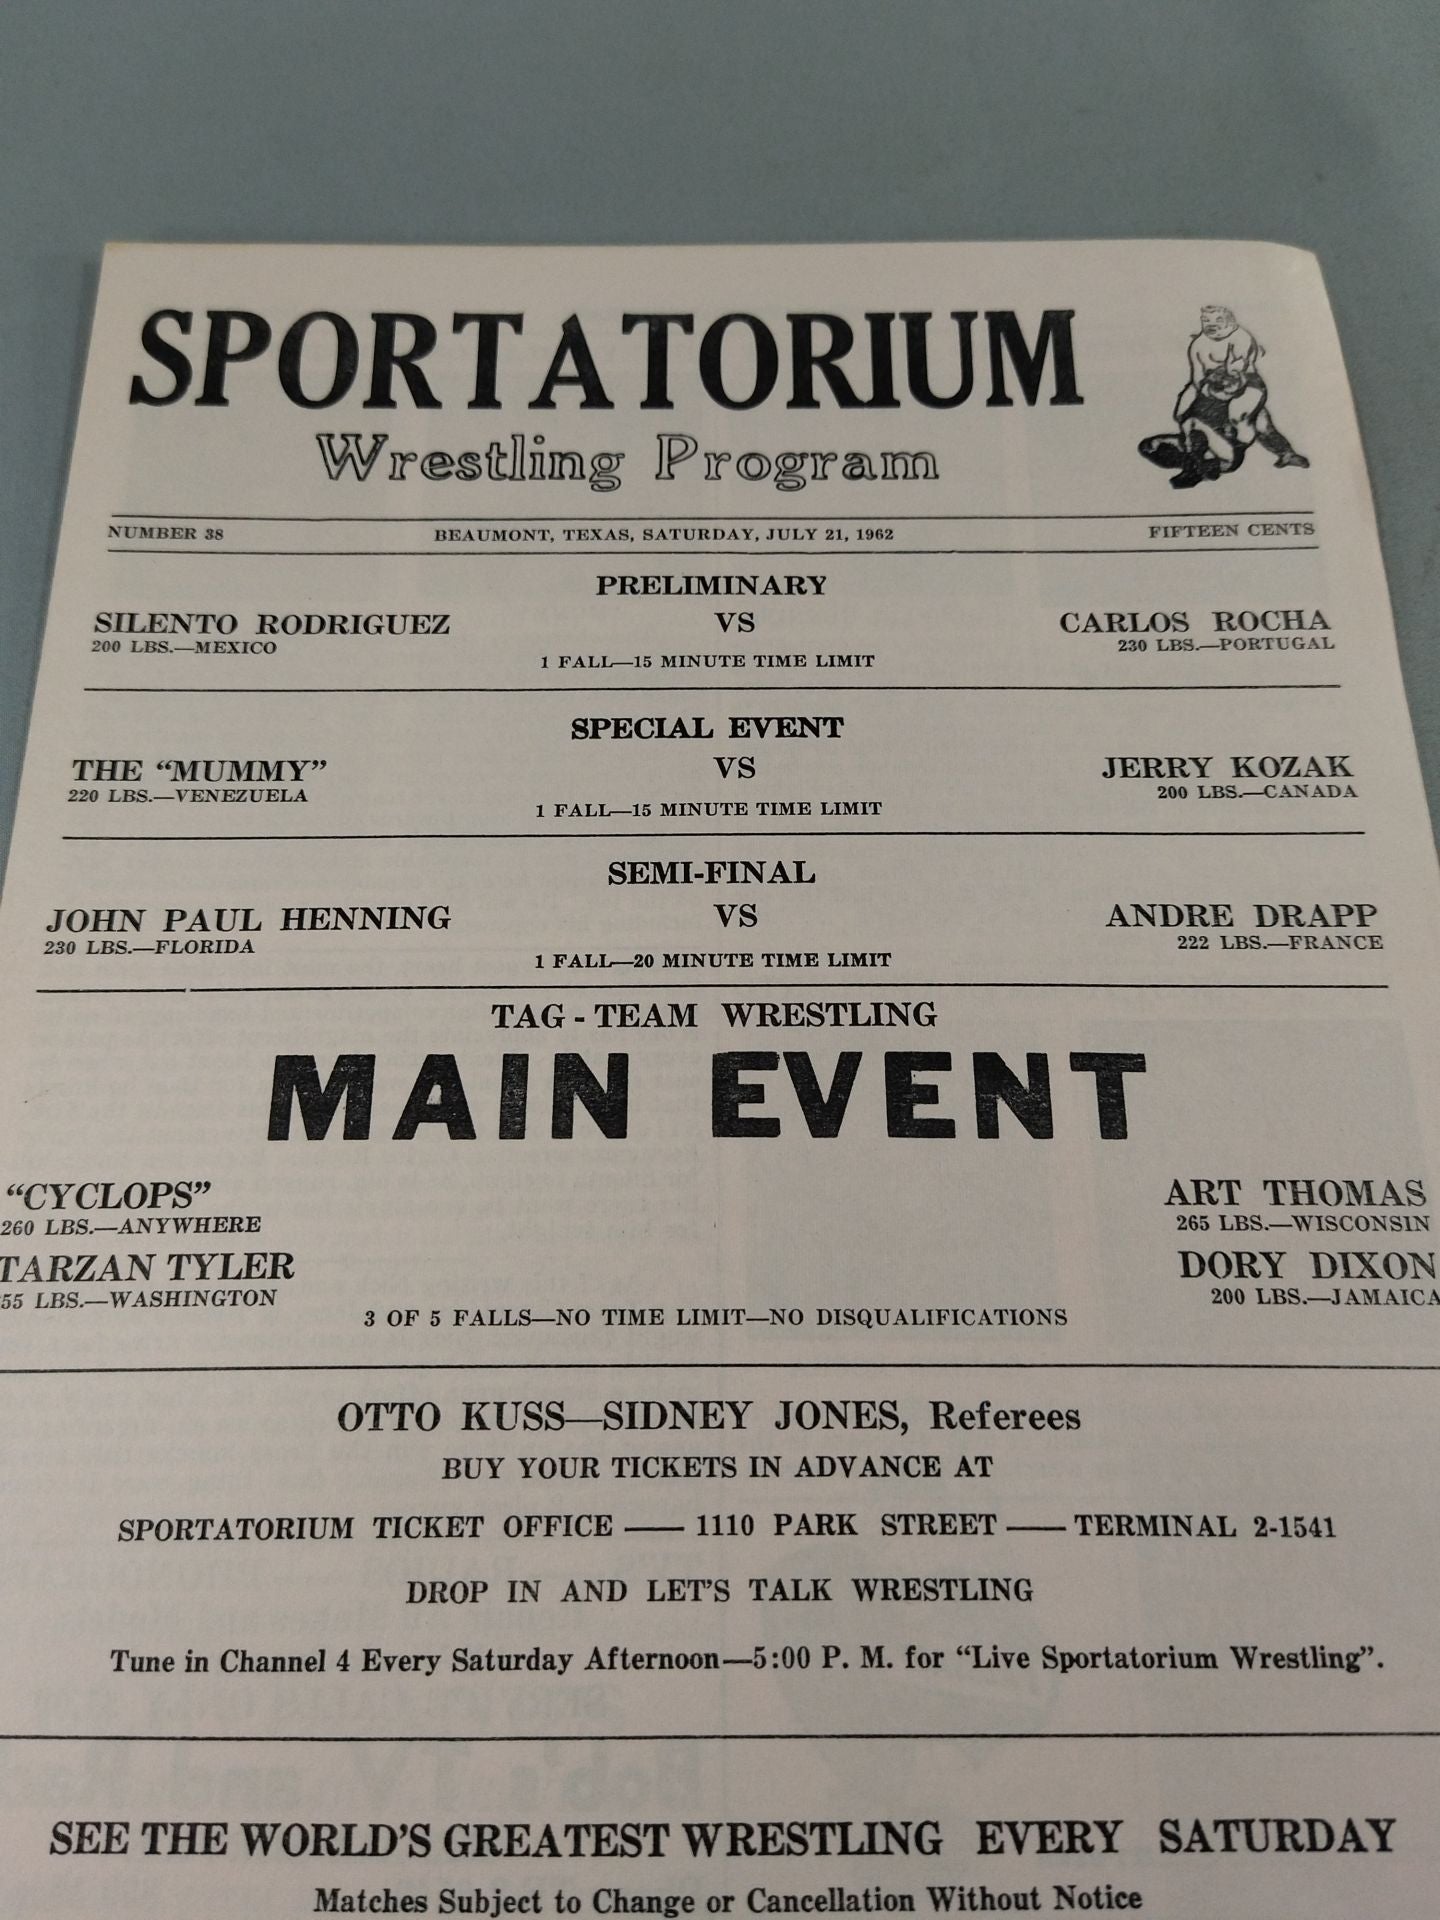 SPORTATORIUM
Wrestling Program
NUMBER 38 BEAUMONT, TEXAS, SATURDAY, JULY 21, 1962 FIFTEEN CENTS
PRELIMINARY
SILENTO RODRIGUEZ VS CARLOS ROCHA
200 LBS.—MEXICO 230 LBS.—PORTUGAL
1 FALL—15 MINUTE TIME LIMIT
SPECIAL EVENT
THE “MUMMY” VS JERRY KOZAK
220 LBS.—VENEZUELA 200 LBS.—CANADA
1 FALL—15 MINUTE TIME LIMIT
SEMI-FINAL
JOHN PAUL HENNING VS ANDRE DRAPP
230 LBS.—FLORIDA 222 LBS.—FRANCE
1 FALL—20 MINUTE TIME LIMIT
TAG - TEAM WRESTLING
MAIN EVENT
“CYCLOPS” ART THOMAS
260 LBS.—ANYWHERE 265 LBS.—WISCONSIN
TARZAN TYLER DORY DIXON
55 LBS.—WASHINGTON 200 LBS.—JAMAICA
3 OF 5 FALLS—NO TIME LIMIT—NO DISQUALIFICATIONS
OTTO KUSS—SIDNEY JONES, Referees
BUY YOUR TICKETS IN ADVANCE AT
SPORTATORIUM TICKET OFFICE — 1110 PARK STREET — TERMINAL 2-1541
DROP IN AND LET'S TALK WRESTLING
Tune in Channel 4 Every Saturday Afternoon—5:00 P. M. for “Live Sportatorium Wrestling”.
SEE THE WORLD'S GREATEST WRESTLING EVERY SATURDAY
Matches Subject to Change or Cancellation Without Notice